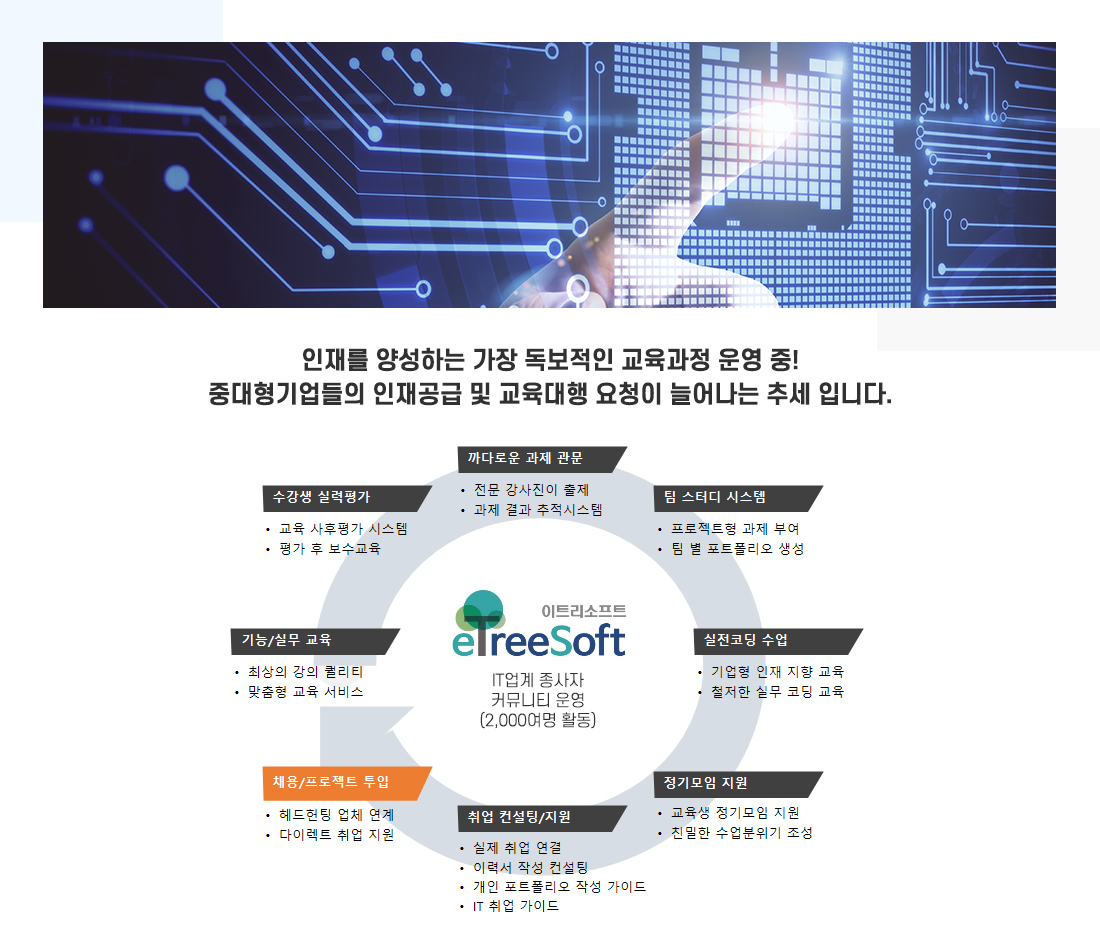 인재를 양성하는 가장 독보적인 교육과정 운영 중!
중대형기업들의 인재공급 및 교육대행 요청이 늘어나는 추세 입니다.
까다로운 과제 관문
• 전문 강사진이 출제
• 과제 결과 추적시스템
수강생 실력평가
• 교육 사후평가 시스템
• 평가 후 보수교육
팀 스터디 시스템
• 프로젝트형 과제 부여
• 팀 별 포트폴리오 생성
이트리소프트
eTreeSoft
IT업계 종사자
커뮤니티 운영
(2,000여명 활동)
기능/실무 교육
• 최상의 강의 퀄리티
• 맞춤형 교육 서비스
실전코딩 수업
• 기업형 인재 지향 교육
• 철저한 실무 코딩 교육
채용/프로젝트 투입
• 헤드헌팅 업체 연계
• 다이렉트 취업 지원
정기모임 지원
• 교육생 정기모임 지원
• 친밀한 수업분위기 조성
취업 컨설팅/지원
• 실제 취업 연결
• 이력서 작성 컨설팅
• 개인 포트폴리오 작성 가이드
• IT 취업 가이드